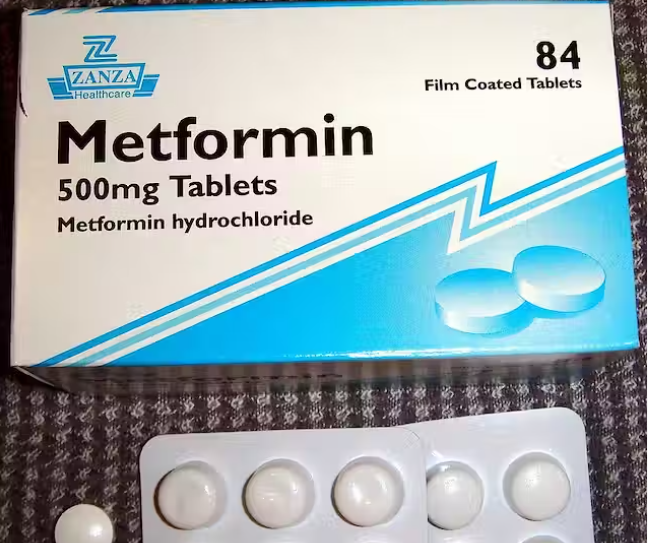 ZANZA
Healthcare
84
Film Coated Tablets
Metformin
500mg Tablets
Metformin hydrochloride